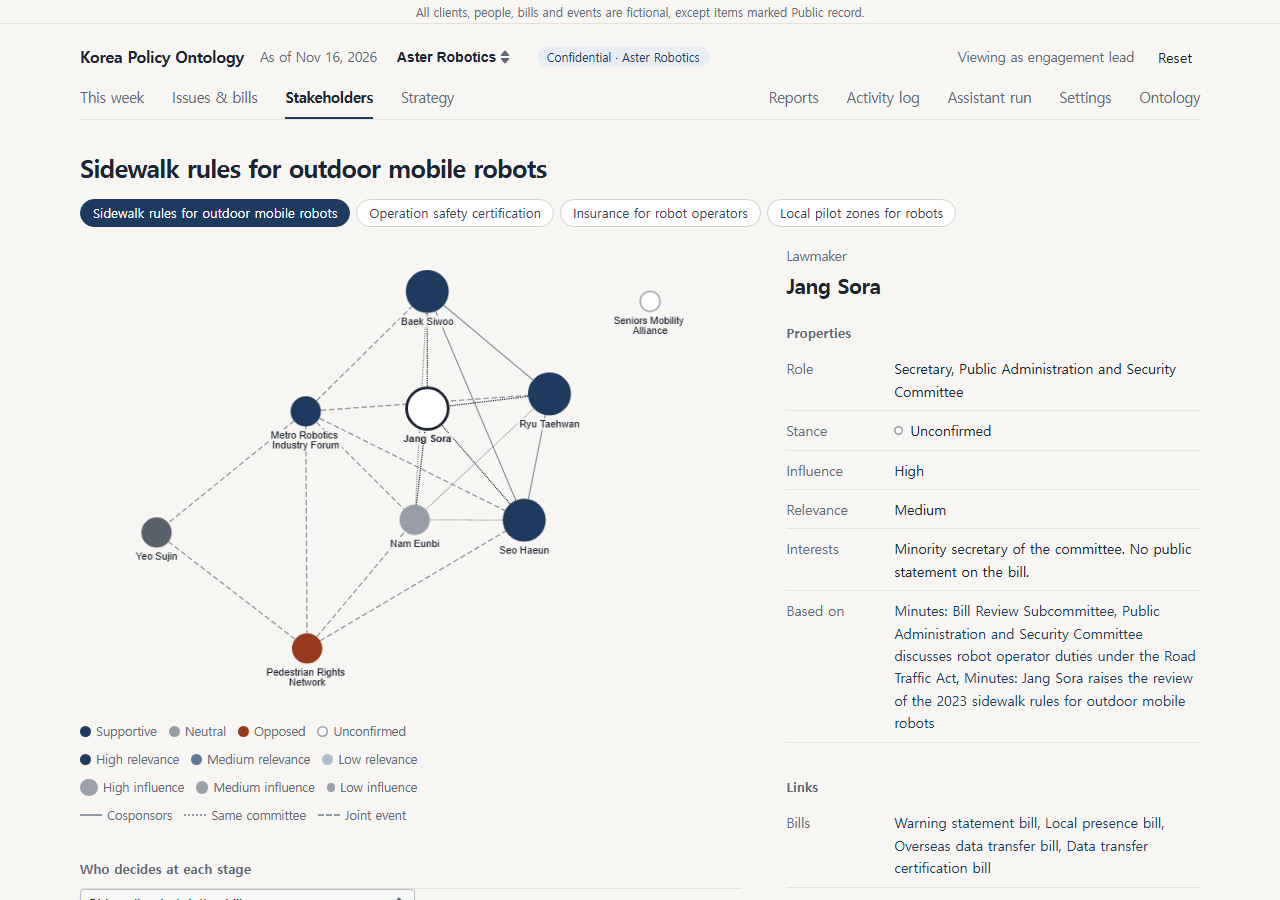 All clients, people, bills and events are fictional, except items marked Public record.
Korea Policy Ontology
As of Nov 16, 2026
Aster Robotics
Confidential · Aster Robotics
Viewing as engagement lead
Reset
This week
Issues & bills
Stakeholders
Strategy
Reports
Activity log
Assistant run
Settings
Ontology
Sidewalk rules for outdoor mobile robots
Sidewalk rules for outdoor mobile robots
Operation safety certification
Insurance for robot operators
Local pilot zones for robots
Baek Siwoo
Seniors Mobility
Alliance
Ryu Taehwan
Metro Robotics
Industry Forum
Jang Sora
Nam Eunbi
Seo Haeun
Yeo Sujin
Pedestrian Rights
Network
Supportive
Neutral
Opposed
Unconfirmed
High relevance
Medium relevance
Low relevance
High influence
Medium influence
Low influence
Cosponsors
Same committee
Joint event
Who decides at each stage
Lawmaker
Jang Sora
Properties
Role
Secretary, Public Administration and Security
Committee
Stance
Unconfirmed
Influence
High
Relevance
Medium
Interests
Minority secretary of the committee. No public
statement on the bill.
Based on
Minutes: Bill Review Subcommittee, Public
Administration and Security Committee
discusses robot operator duties under the Road
Traffic Act, Minutes: Jang Sora raises the review
of the 2023 sidewalk rules for outdoor mobile
robots
Links
Bills
Warning statement bill, Local presence bill,
Overseas data transfer bill, Data transfer
certification bill